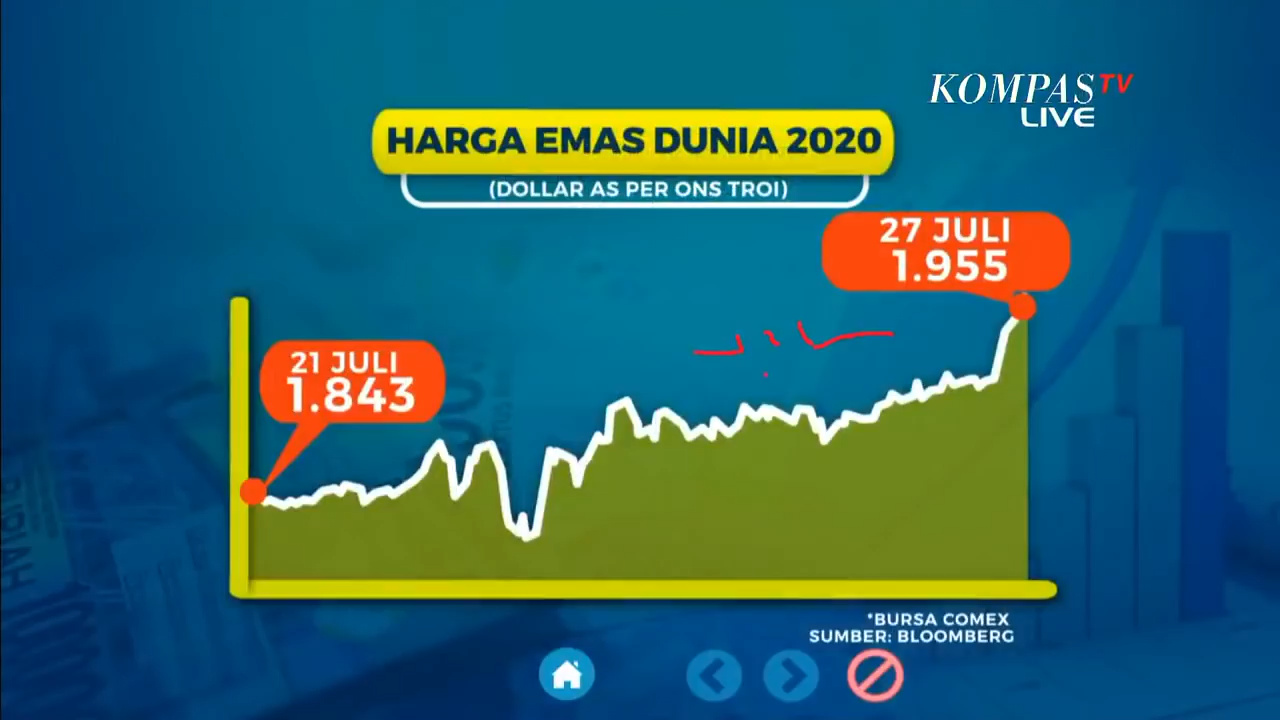 KOMPAS TV
LIVE
HARGA EMAS DUNIA 2020
(DOLLAR AS PER ONS TROI)
27 JULI
1.955
21 JULI
1.843
*BURSA COMEX
SUMBER: BLOOMBERG